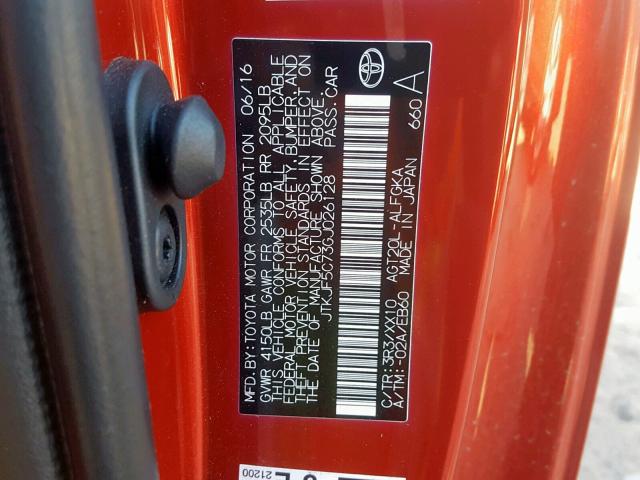 MFD.BY:TOYOTA MOTOR CORPORATION 06/16
GVWR 4150LB GAWR FR 2535LB RR 2095LB
THIS VEHICLE CONFORMS TO ALL APPLICABLE
FEDERAL MOTOR VEHICLE SAFETY, BUMPER, AND
THEFT PREVENTION STANDARDS IN EFFECT ON
THE DATE OF MANUFACTURE SHOWN ABOVE.
JTKJF5C73GJ026128 PASS.CAR
C/TR:3R3/XX10 AGT20L-ALFGKA
A/TM:-02A/EB60 MADE IN JAPAN
660 A
21200